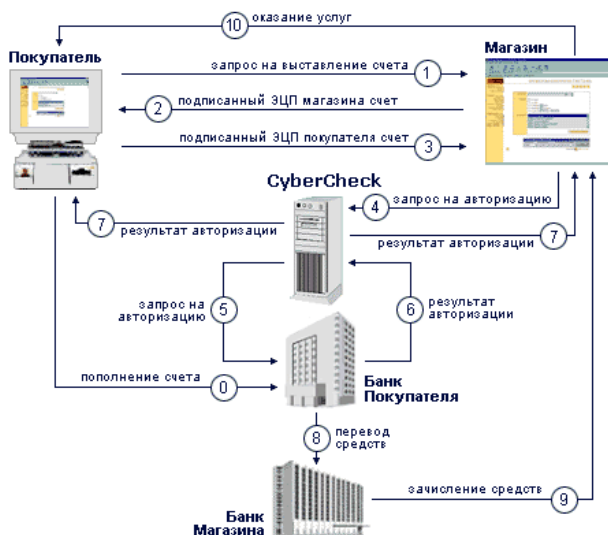 10 оказание услуг
Покупатель
Магазин
запрос на выставление счета 1
2 подписанный ЭЦП магазина счет
подписанный ЭЦП покупателя счет 3
CyberCheck
4 запрос на авторизацию
7 результат авторизации
результат авторизации 7
запрос на
авторизацию
5
6
результат
авторизации
пополнение счета 0
Банк
Покупателя
8 перевод
средств
зачисление средств 9
Банк
Магазина